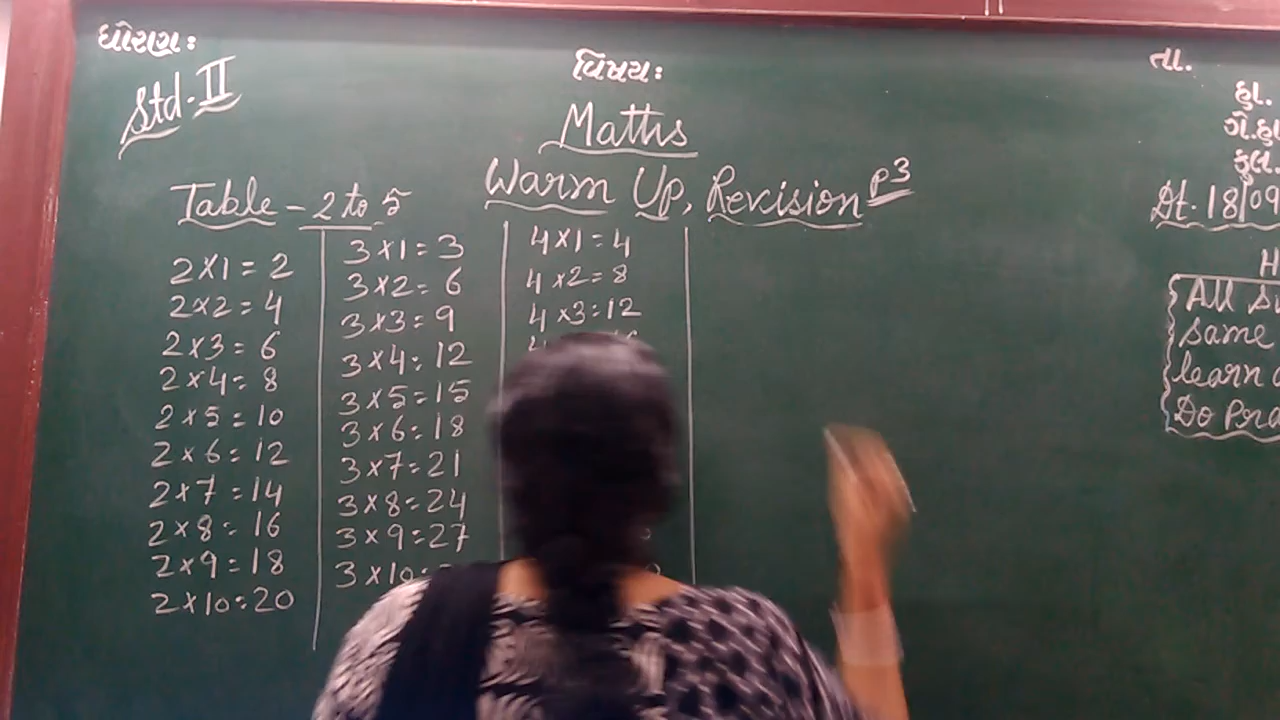 ધોરણ:
Std. II
વિષય:
Maths
Warm Up, Revision P3
તા.
હા.
ગે.હા
કુલ.
Dt. 18/09
Table - 2 to 5
2×1=2
2×2=4
2×3=6
2×4=8
2×5=10
2×6=12
2×7=14
2×8=16
2×9=18
2×10=20
3×1=3
3×2=6
3×3=9
3×4=12
3×5=15
3×6=18
3×7=21
3×8=24
3×9=27
3×10=
4×1=4
4×2=8
4×3=12
H
All
same
learn
Do